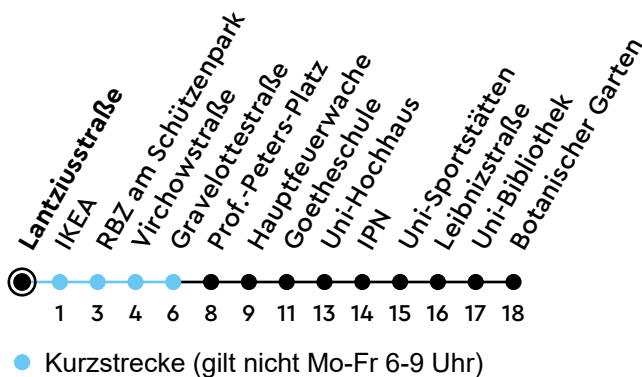 Lantziusstraße
IKEA
RBZ am Schützenpark
Virchowstraße
Gravelottestraße
Prof.-Peters-Platz
Hauptfeuerwache
Goetheschule
Uni-Hochhaus
IPN
Uni-Sportstätten
Leibnizstraße
Uni-Bibliothek
Botanischer Garten
1 3 4 6 8 9 11 13 14 15 16 17 18
Kurzstrecke (gilt nicht Mo-Fr 6-9 Uhr)